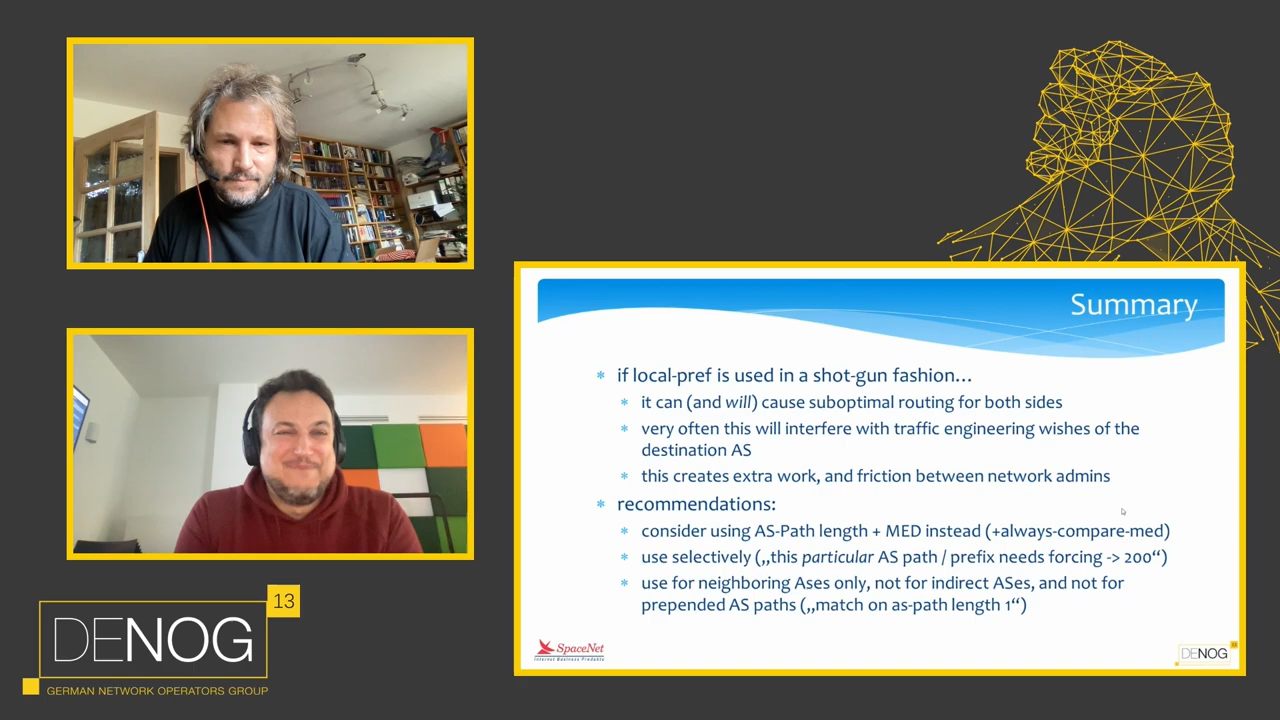 Summary
if local-pref is used in a shot-gun fashion…
it can (and will) cause suboptimal routing for both sides
very often this will interfere with traffic engineering wishes of the
destination AS
this creates extra work, and friction between network admins
recommendations:
consider using AS-Path length + MED instead (+always-compare-med)
use selectively („this particular AS path / prefix needs forcing -> 200“)
use for neighboring Ases only, not for indirect ASes, and not for
prepended AS paths („match on as-path length 1“)
SpaceNet
Internet Business Produkte
DENOG
13
DENOG
GERMAN NETWORK OPERATORS GROUP